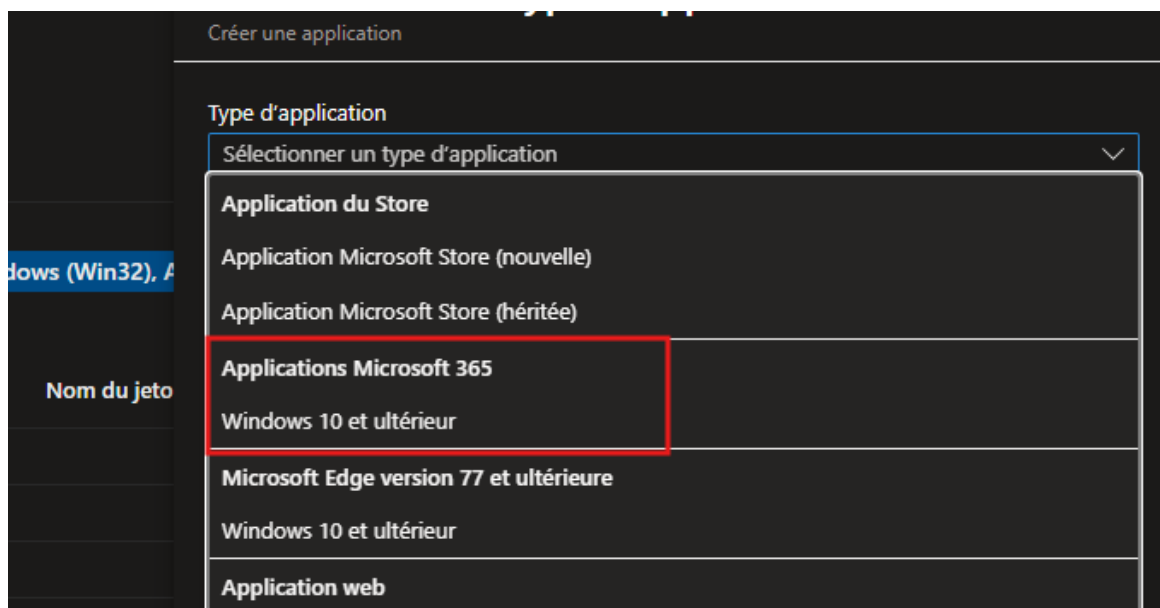 Créer une application
Type d'application
Sélectionner un type d'application
Application du Store
Application Microsoft Store (nouvelle)
dows (Win32), A
Application Microsoft Store (héritée)
Applications Microsoft 365
Nom du jeto
Windows 10 et ultérieur
Microsoft Edge version 77 et ultérieure
Windows 10 et ultérieur
Application web